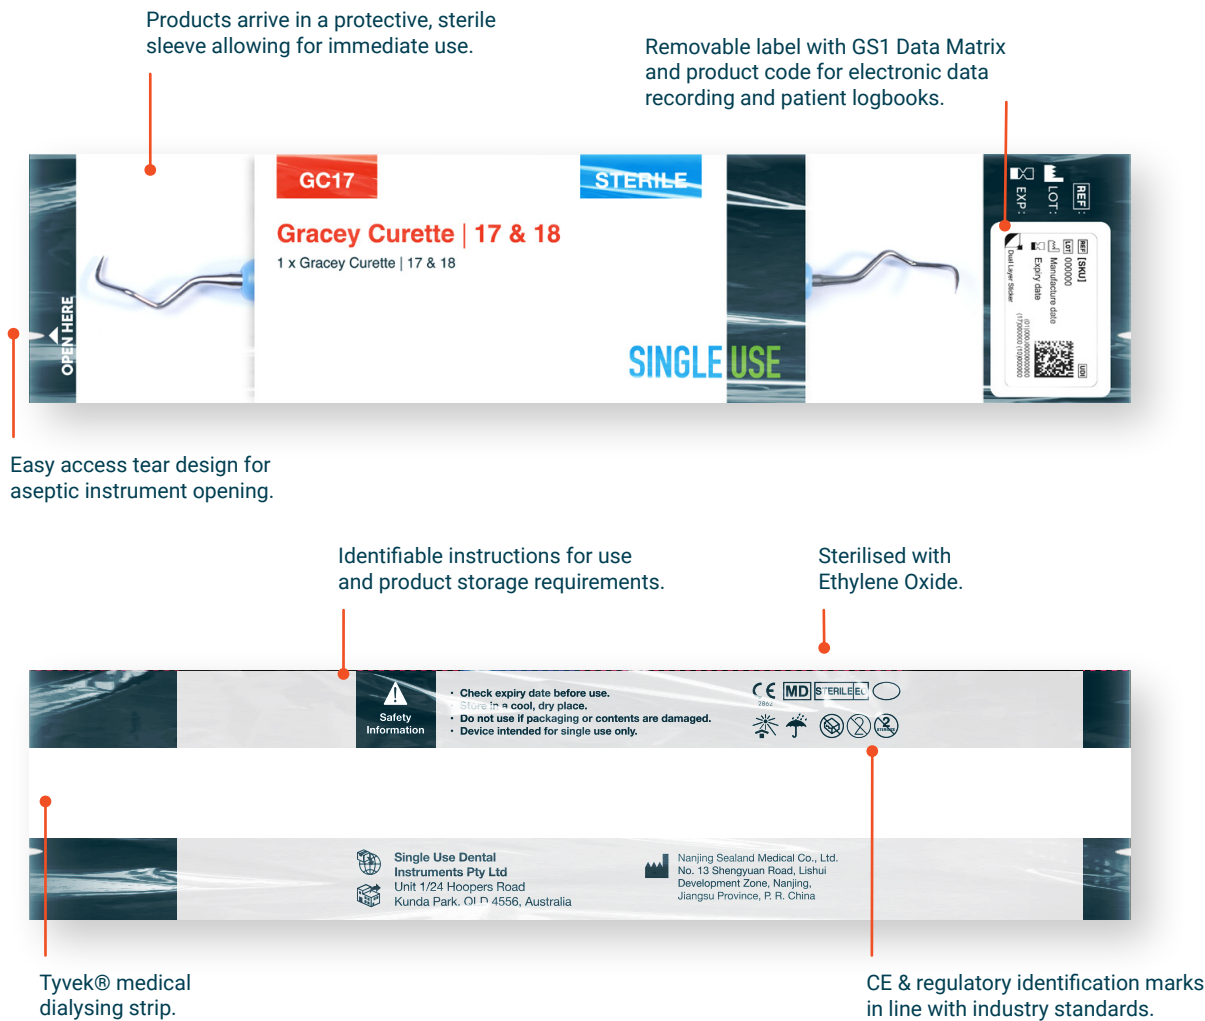 Products arrive in a protective, sterile
sleeve allowing for immediate use.
Removable label with GS1 Data Matrix
and product code for electronic data
recording and patient logbooks.
GC17
STERILE
Gracey Curette | 17 & 18
1 x Gracey Curette | 17 & 18
OPEN HERE
SINGLE USE
REF :
LOT:
EXP:
REF [SKU]
LOT 000000
Manufacture date
Expiry date
Dual Layer Sticker
UDI
Easy access tear design for
aseptic instrument opening.
Identifiable instructions for use
and product storage requirements.
Sterilised with
Ethylene Oxide.
Safety
Information
· Check expiry date before use.
· Store in a cool, dry place.
· Do not use if packaging or contents are damaged.
· Device intended for single use only.
CE MD STERILE EO
2862
2 2
Single Use Dental
Instruments Pty Ltd
Unit 1/24 Hoopers Road
Kunda Park. QLD 4556, Australia
Nanjing Sealand Medical Co., Ltd.
No. 13 Shengyuan Road, Lishui
Development Zone, Nanjing,
Jiangsu Province, P. R. China
Tyvek® medical
dialysing strip.
CE & regulatory identification marks
in line with industry standards.